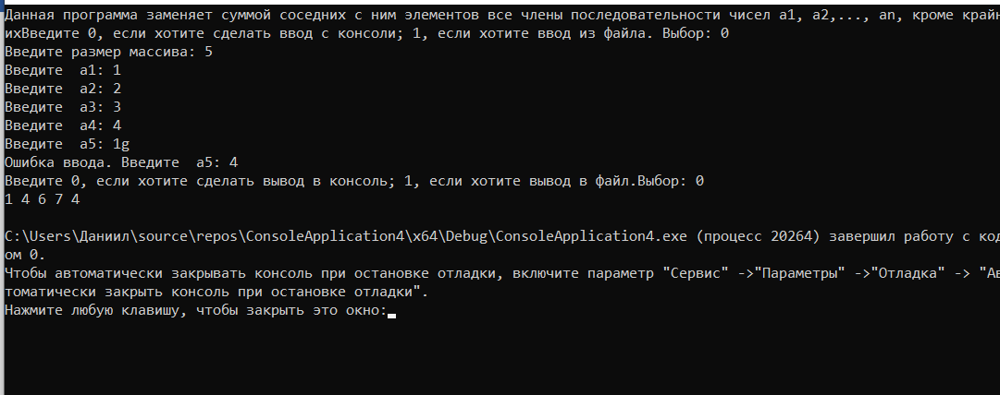 Данная программа заменяет суммой соседних с ним элементов все члены последовательности чисел a1, a2,..., an, кроме крайн
ихВведите 0, если хотите сделать ввод с консоли; 1, если хотите ввод из файла. Выбор: 0
Введите размер массива: 5
Введите  a1: 1
Введите  a2: 2
Введите  a3: 3
Введите  a4: 4
Введите  a5: 1g
Ошибка ввода. Введите  a5: 4
Введите 0, если хотите сделать вывод в консоль; 1, если хотите вывод в файл.Выбор: 0
1 4 6 7 4
C:\Users\Даниил\source\repos\ConsoleApplication4\x64\Debug\ConsoleApplication4.exe (процесс 20264) завершил работу с код
ом 0.
Чтобы автоматически закрывать консоль при остановке отладки, включите параметр "Сервис" ->"Параметры" ->"Отладка" -> "Ав
томатически закрыть консоль при остановке отладки".
Нажмите любую клавишу, чтобы закрыть это окно: